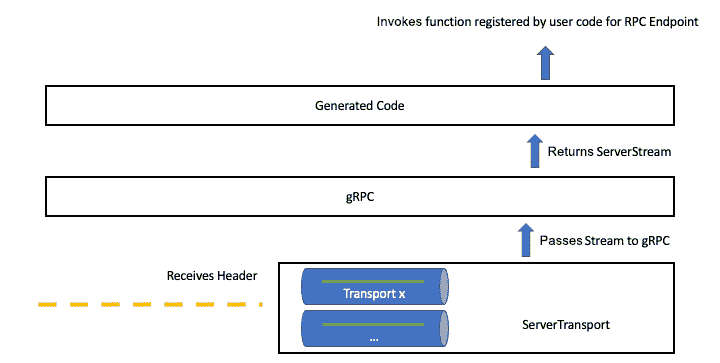 Invokes function registered by user code for RPC Endpoint
Generated Code
Returns ServerStream
gRPC
Passes Stream to gRPC
Receives Header
Transport x
ServerTransport
...